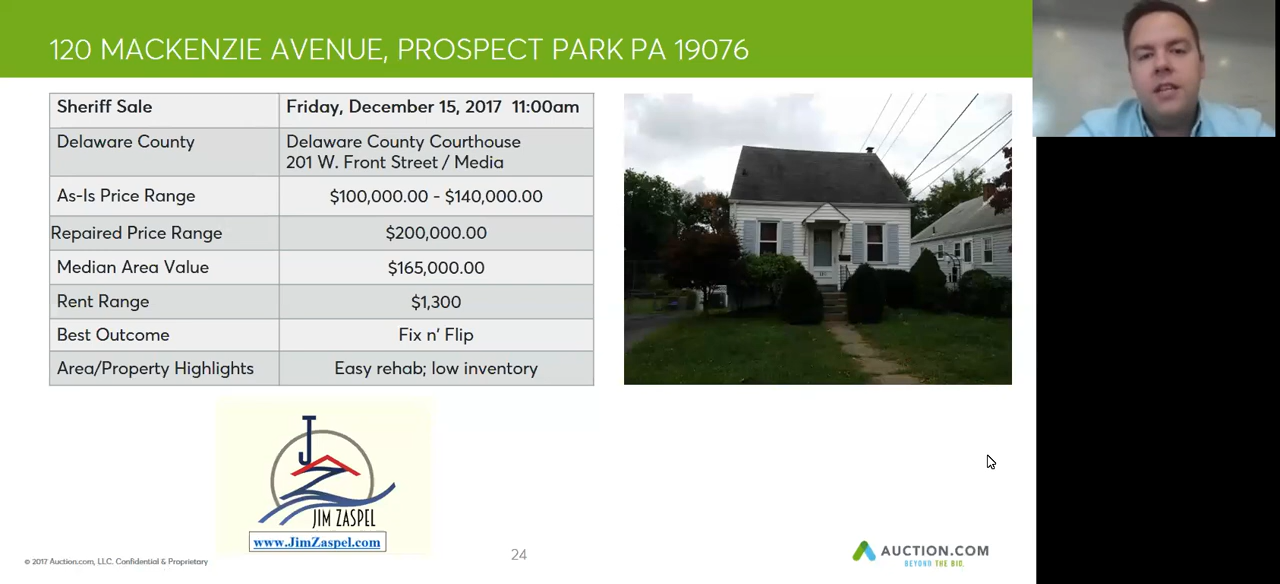 120 MACKENZIE AVENUE, PROSPECT PARK PA 19076
Sheriff Sale Friday, December 15, 2017 11:00am
Delaware County Delaware County Courthouse
201 W. Front Street / Media
As-Is Price Range $100,000.00 - $140,000.00
Repaired Price Range $200,000.00
Median Area Value $165,000.00
Rent Range $1,300
Best Outcome Fix n' Flip
Area/Property Highlights Easy rehab; low inventory
JZ
JIM ZASPEL
www.JimZaspel.com
© 2017 Auction.com, LLC. Confidential & Proprietary
24
AUCTION.COM
BEYOND THE BID.